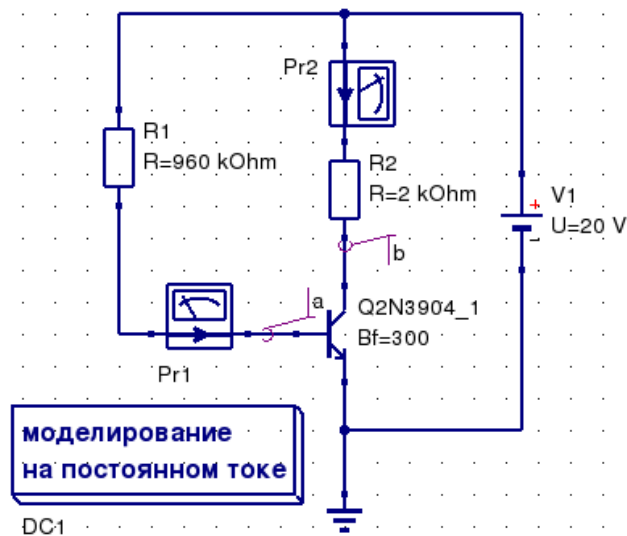 Pr2
R1
R=960 kOhm
R2
R=2 kOhm
V1
+
U=20 V
-
b
a
Q2N3904_1
Bf=300
Pr1
моделирование
на постоянном токе
DC1